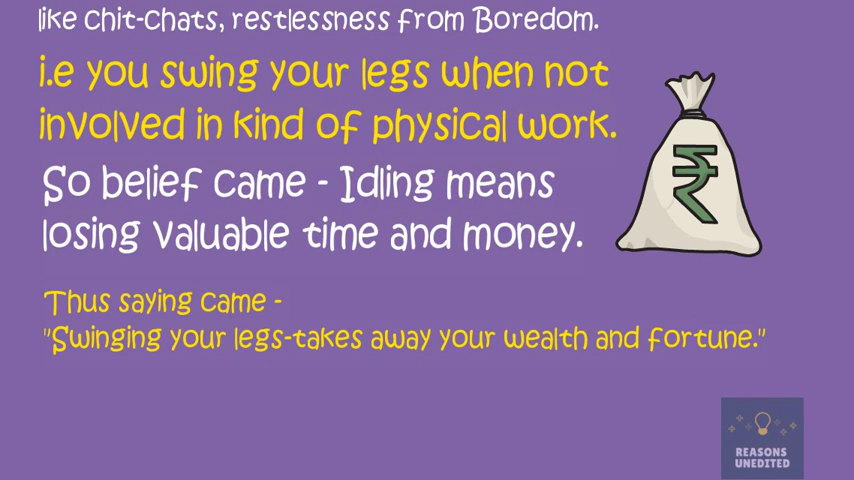 like chit-chats, restlessness from Boredom.
i.e you swing your legs when not
involved in kind of physical work.
So belief came - Idling means
losing valuable time and money.
₹
Thus saying came -
"Swinging your legs-takes away your wealth and fortune."
REASONS
UNEDITED